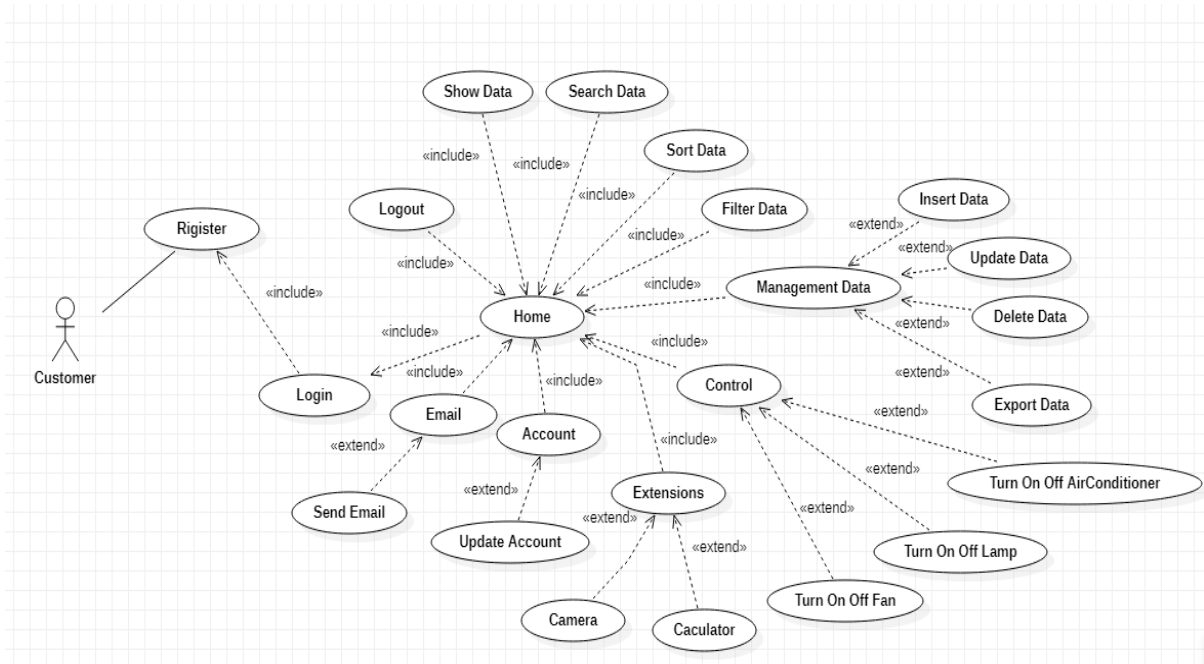 Show Data
Search Data
«include»
«include»
Sort Data
«include»
Logout
Filter Data
Insert Data
«extend»
Rigister
«include»
«include»
«extend»
Update Data
«include»
«include»
Management Data
Home
Delete Data
«extend»
«include»
«include»
Customer
Login
«include»
«include»
Control
«extend»
Email
Account
Export Data
«extend»
«extend»
«include»
«extend»
Turn On Off AirConditioner
«extend»
Extensions
Send Email
«extend»
«extend»
Update Account
«extend»
Turn On Off Lamp
Turn On Off Fan
Camera
Caculator